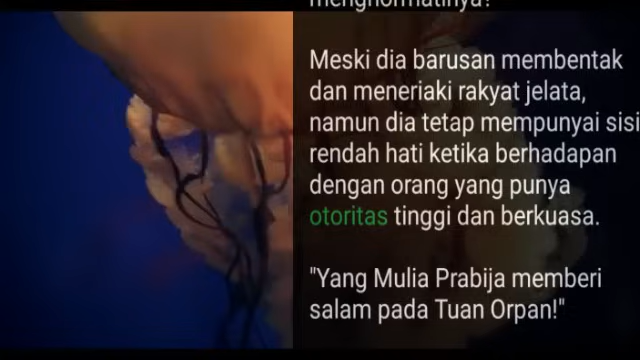 menghormatinya?
Meski dia barusan membentak
dan meneriaki rakyat jelata,
namun dia tetap mempunyai sisi
rendah hati ketika berhadapan
dengan orang yang punya
otoritas tinggi dan berkuasa.
"Yang Mulia Prabija memberi
salam pada Tuan Orpan!"